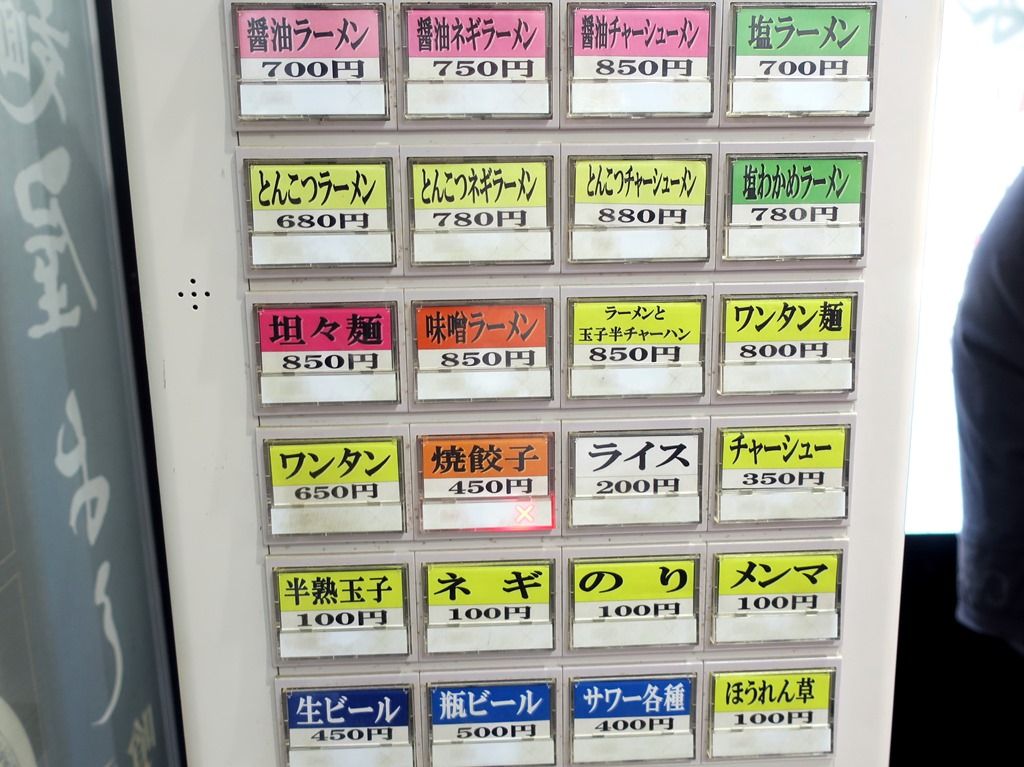 醤油ラーメン
700円
醤油ネギラーメン
750円
醤油チャーシューメン
850円
塩ラーメン
700円
とんこつラーメン
680円
とんこつネギラーメン
780円
とんこつチャーシューメン
880円
塩わかめラーメン
780円
坦々麺
850円
味噌ラーメン
850円
ラーメンと
玉子半チャーハン
850円
ワンタン麺
800円
ワンタン
650円
焼餃子
450円
×
ライス
200円
チャーシュー
350円
半熟玉子
100円
ネギ
100円
のり
100円
メンマ
100円
生ビール
450円
瓶ビール
500円
サワー各種
400円
ほうれん草
100円